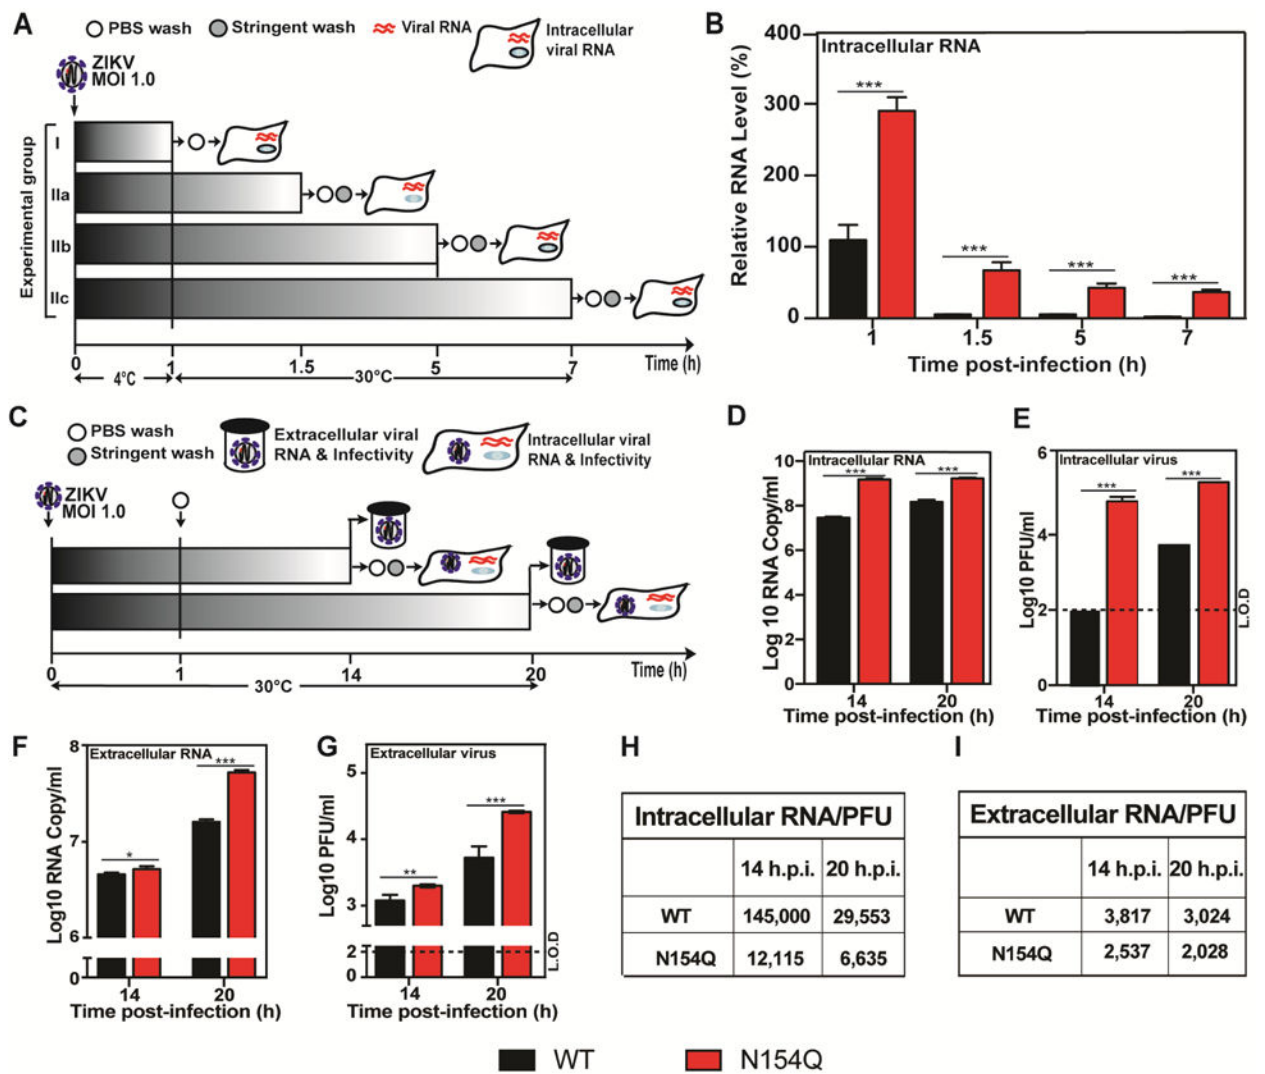 A
PBS wash
Stringent wash
Viral RNA
Intracellular
viral RNA
ZIKV
MOI 1.0
Experimental group
I
IIa
IIb
IIc
0
1
1.5
5
7
Time (h)
4°C
30°C
B
Intracellular RNA
Relative RNA Level (%)
400
300
200
100
0
***
***
***
***
1
1.5
5
7
Time post-infection (h)
C
PBS wash
Stringent wash
Extracellular viral
RNA & Infectivity
Intracellular viral
RNA & Infectivity
ZIKV
MOI 1.0
0
1
14
20
Time (h)
30°C
D
Intracellular RNA
Log 10 RNA Copy/ml
10
8
6
4
2
0
***
***
14
20
Time post-infection (h)
E
Intracellular virus
Log10 PFU/ml
6
4
2
0
***
***
L.O.D
14
20
Time post-infection (h)
F
Extracellular RNA
Log10 RNA Copy/ml
8
7
6
0
*
***
14
20
Time post-infection (h)
G
Extracellular virus
Log10 PFU/ml
5
4
3
2
0
**
***
L.O.D
14
20
Time post-infection (h)
H
Intracellular RNA/PFU
14 h.p.i. 20 h.p.i.
WT 145,000 29,553
N154Q 12,115 6,635
I
Extracellular RNA/PFU
14 h.p.i. 20 h.p.i.
WT 3,817 3,024
N154Q 2,537 2,028
WT
N154Q